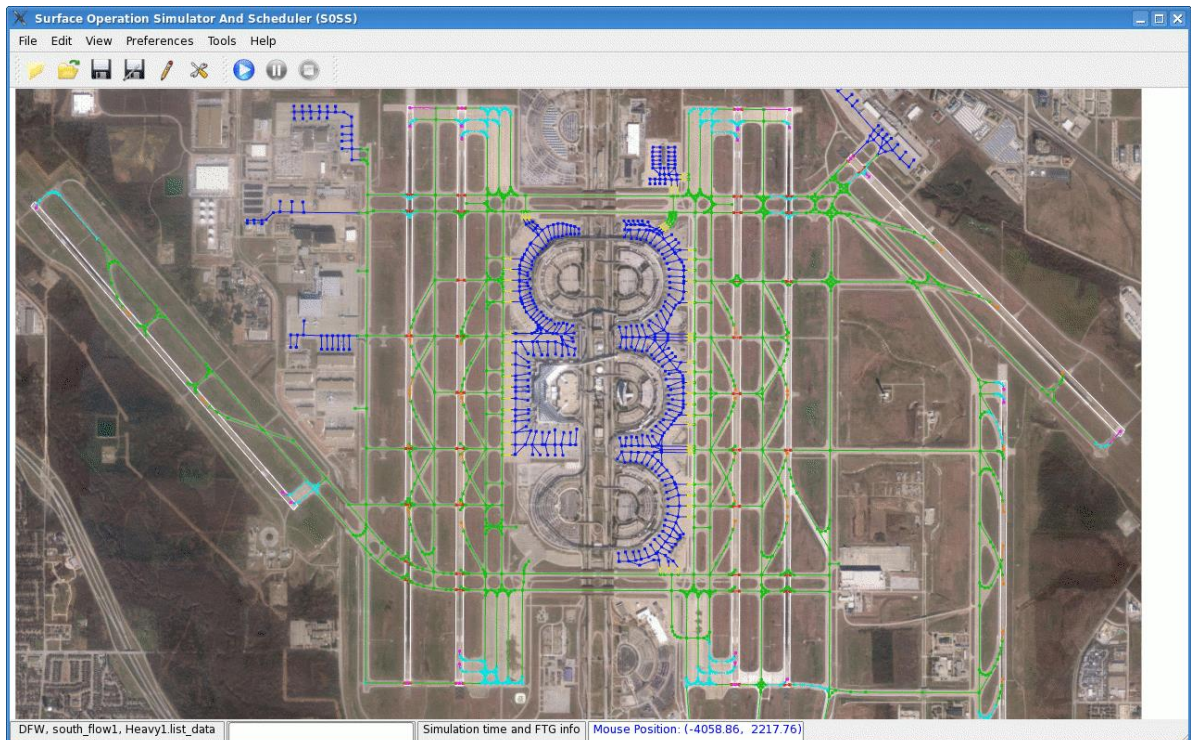 Surface Operation Simulator And Scheduler (SOSS)
File Edit View Preferences Tools Help
DFW, south_flow1, Heavy1.list_data
Simulation time and FTG info
Mouse Position: (-4058.86, 2217.76)